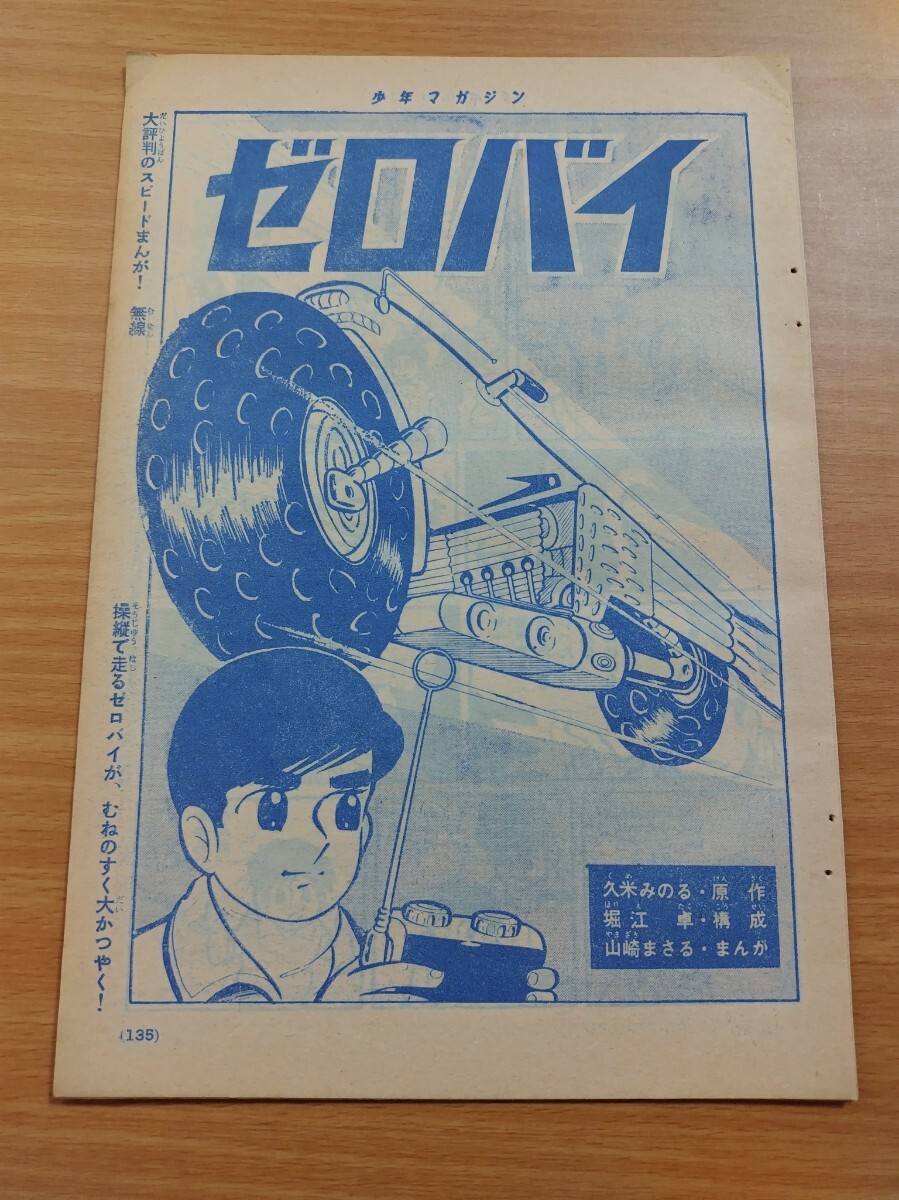 少年マガジン
ゼロバイ
大評判のスピードまんが！ 無線
操縦で走るゼロバイが、むねのすく大かつやく！
久米みのる・原作
堀江卓・構成
山崎まさる・まんが
(135)